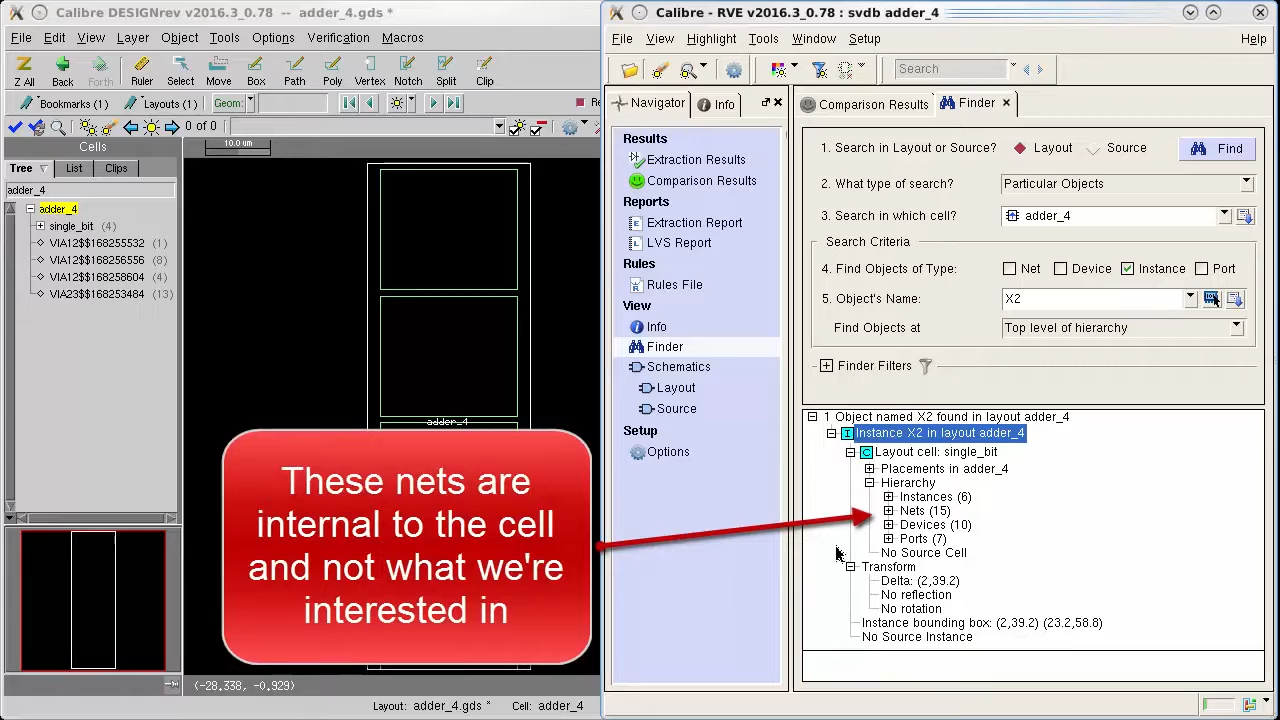 Calibre DESIGNrev v2016.3_0.78 -- adder_4.gds *
File Edit View Layer Object Tools Options Verification Macros
Z All Back Forth Ruler Select Move Box Path Poly Vertex Notch Split Clip
Bookmarks (1) Layouts (1) Geom:
0 of 0
Cells
Tree List Clips
adder_4
adder_4
single_bit (4)
VIA12$$168255532 (1)
VIA12$$168256556 (8)
VIA12$$168258604 (4)
VIA23$$168253484 (13)
10.0 um
adder_4
(-28.338, -0.929)
Layout: adder_4.gds * Cell: adder_4
These nets are
internal to the cell
and not what we're
interested in
Calibre - RVE v2016.3_0.78 : svdb adder_4
File View Highlight Tools Window Setup Help
Search
Navigator Info
Results
Extraction Results
Comparison Results
Reports
Extraction Report
LVS Report
Rules
Rules File
View
Info
Finder
Schematics
Layout
Source
Setup
Options
Comparison Results Finder
1. Search in Layout or Source? Layout Source Find
2. What type of search? Particular Objects
3. Search in which cell? adder_4
Search Criteria
4. Find Objects of Type: Net Device Instance Port
5. Object's Name: X2
Find Objects at Top level of hierarchy
Finder Filters
1 Object named X2 found in layout adder_4
Instance X2 in layout adder_4
Layout cell: single_bit
Placements in adder_4
Hierarchy
Instances (6)
Nets (15)
Devices (10)
Ports (7)
No Source Cell
Transform
Delta: (2,39.2)
No reflection
No rotation
Instance bounding box: (2,39.2) (23.2,58.8)
No Source Instance